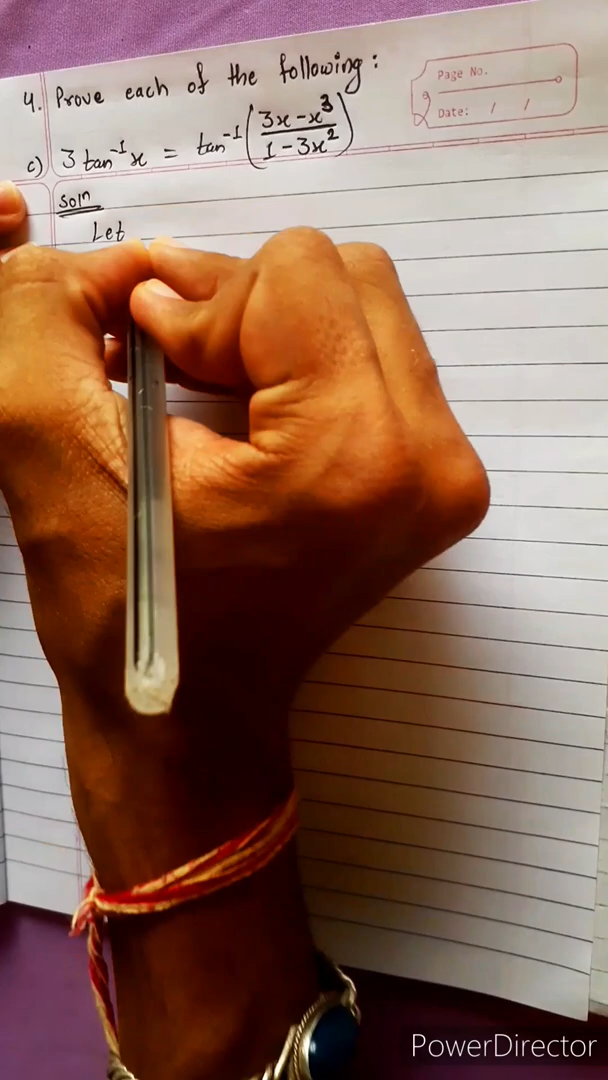 4. Prove each of the following:
Page No.
Date: / /
c) 3 tan⁻¹x = tan⁻¹(3x - x³ / 1 - 3x²)
Soln
Let
PowerDirector